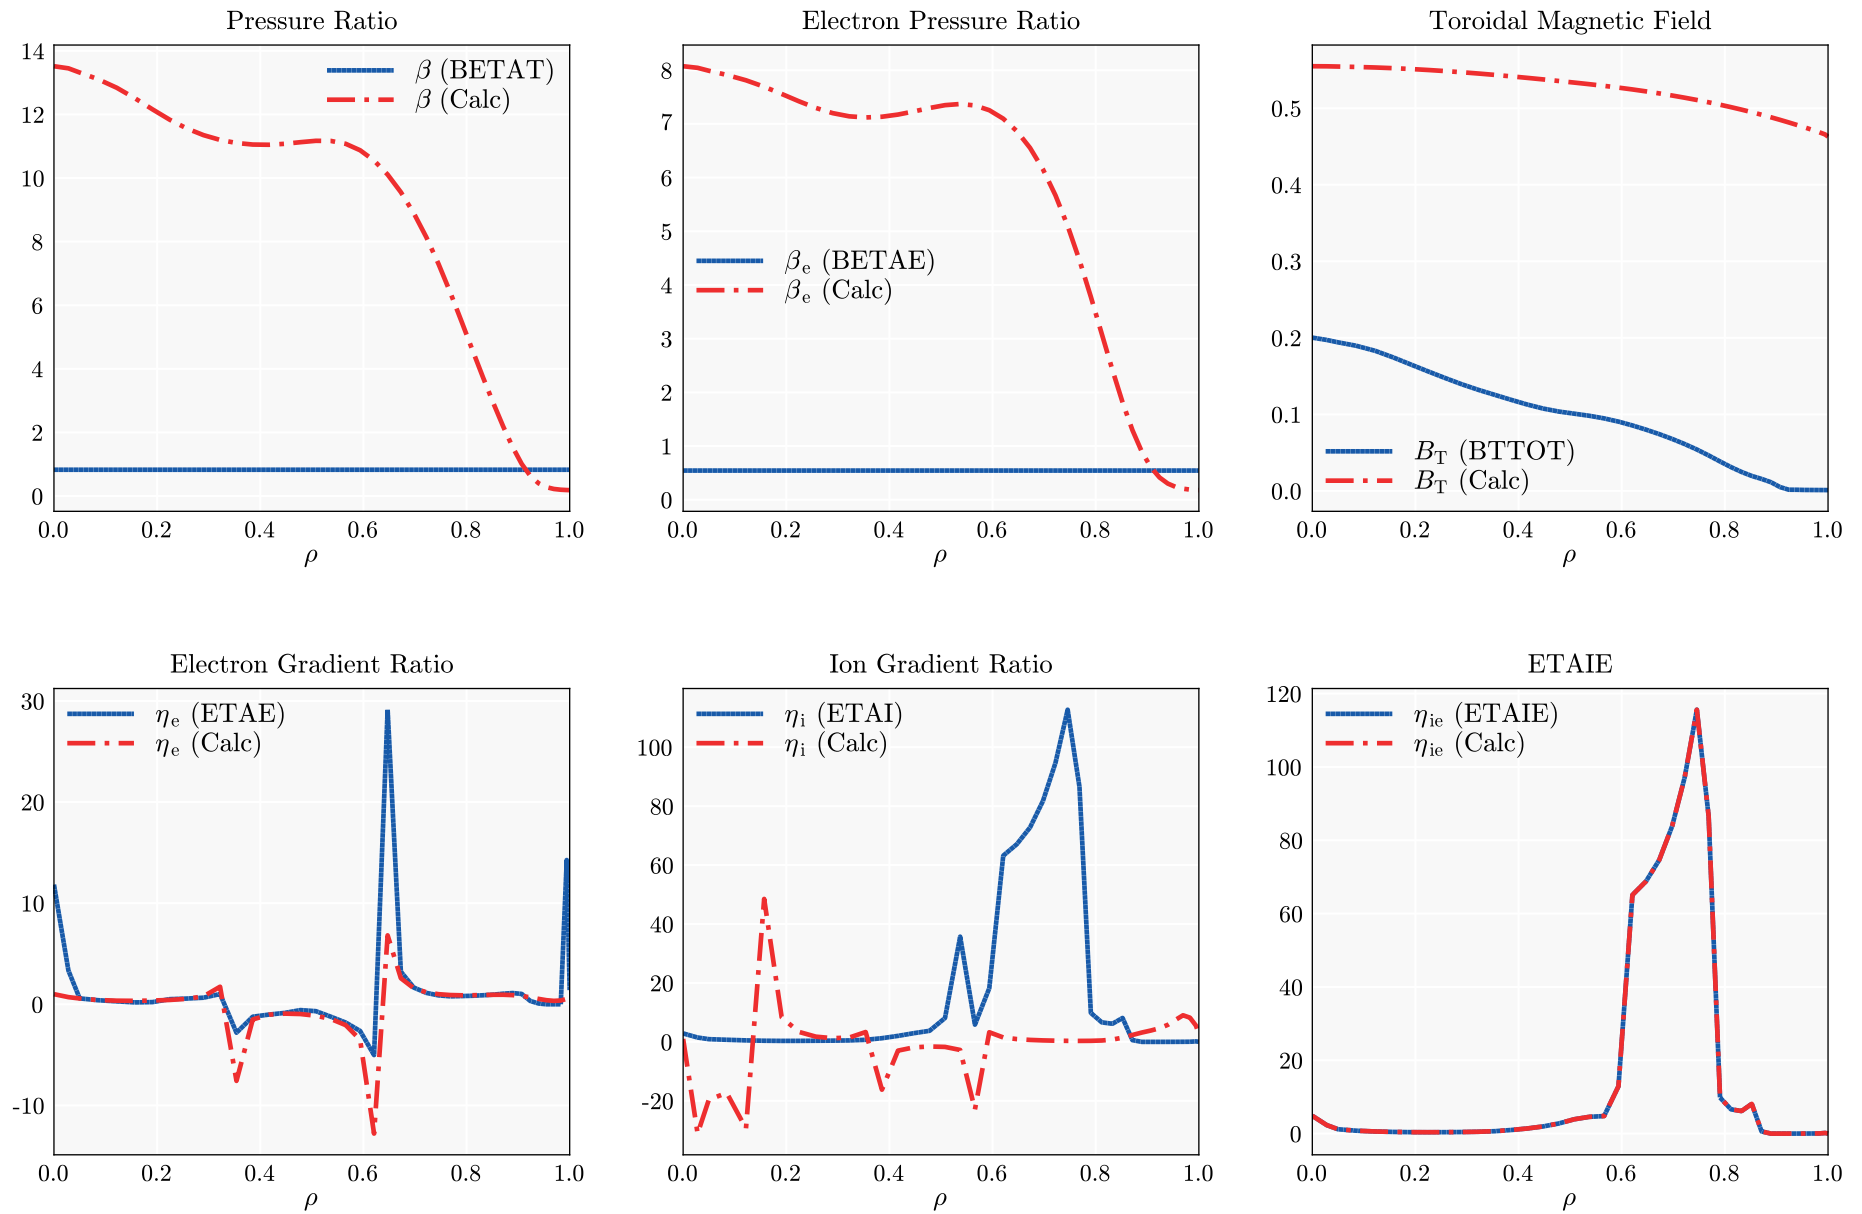 Pressure Ratio
14
12
10
8
6
4
2
0
β (BETAT)
β (Calc)
0.0 0.2 0.4 0.6 0.8 1.0
ρ
Electron Pressure Ratio
8
7
6
5
4
3
2
1
0
βe (BETAE)
βe (Calc)
0.0 0.2 0.4 0.6 0.8 1.0
ρ
Toroidal Magnetic Field
0.5
0.4
0.3
0.2
0.1
0.0
BT (BTTOT)
BT (Calc)
0.0 0.2 0.4 0.6 0.8 1.0
ρ
Electron Gradient Ratio
30
20
10
0
-10
ηe (ETAE)
ηe (Calc)
0.0 0.2 0.4 0.6 0.8 1.0
ρ
Ion Gradient Ratio
100
80
60
40
20
0
-20
ηi (ETAI)
ηi (Calc)
0.0 0.2 0.4 0.6 0.8 1.0
ρ
ETAIE
120
100
80
60
40
20
0
ηie (ETAIE)
ηie (Calc)
0.0 0.2 0.4 0.6 0.8 1.0
ρ